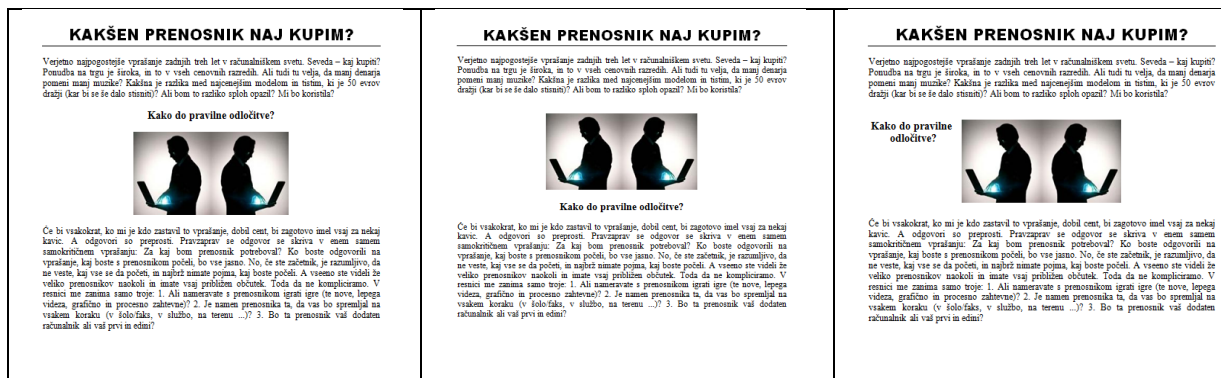 KAKŠEN PRENOSNIK NAJ KUPIM?
Verjetno najpogostejše vprašanje zadnjih treh let v računalniškem svetu. Seveda – kaj kupiti?
Ponudba na trgu je široka, in to v vseh cenovnih razredih. Ali tudi tu velja, da manj denarja
pomeni manj muzike? Kakšna je razlika med najcenejšim modelom in tistim, ki je 50 evrov
dražji (kar bi se še dalo stisniti)? Ali bom to razliko sploh opazil? Mi bo koristila?
Kako do pravilne odločitve?
Če bi vsakokrat, ko mi je kdo zastavil to vprašanje, dobil cent, bi zagotovo imel vsaj za nekaj
kavic. A odgovori so preprosti. Pravzaprav se odgovor se skriva v enem samem
samokritičnem vprašanju: Za kaj bom prenosnik potreboval? Ko boste odgovorili na
vprašanje, kaj boste s prenosnikom počeli, bo vse jasno. No, če ste začetnik, je razumljivo, da
ne veste, kaj vse se da početi, in najbrž nimate pojma, kaj boste počeli. A vseeno ste videli že
veliko prenosnikov naokoli in imate vsaj približen občutek. Toda da ne kompliciramo. V
resnici me zanima samo troje: 1. Ali nameravate s prenosnikom igrati igre (te nove, lepega
videza, grafično in procesno zahtevne)? 2. Je namen prenosnika ta, da vas bo spremljal na
vsakem koraku (v šolo/faks, v službo, na terenu ...)? 3. Bo ta prenosnik vaš dodaten
računalnik ali vaš prvi in edini?
KAKŠEN PRENOSNIK NAJ KUPIM?
Verjetno najpogostejše vprašanje zadnjih treh let v računalniškem svetu. Seveda – kaj kupiti?
Ponudba na trgu je široka, in to v vseh cenovnih razredih. Ali tudi tu velja, da manj denarja
pomeni manj muzike? Kakšna je razlika med najcenejšim modelom in tistim, ki je 50 evrov
dražji (kar bi se še dalo stisniti)? Ali bom to razliko sploh opazil? Mi bo koristila?
Kako do pravilne odločitve?
Če bi vsakokrat, ko mi je kdo zastavil to vprašanje, dobil cent, bi zagotovo imel vsaj za nekaj
kavic. A odgovori so preprosti. Pravzaprav se odgovor se skriva v enem samem
samokritičnem vprašanju: Za kaj bom prenosnik potreboval? Ko boste odgovorili na
vprašanje, kaj boste s prenosnikom počeli, bo vse jasno. No, če ste začetnik, je razumljivo, da
ne veste, kaj vse se da početi, in najbrž nimate pojma, kaj boste počeli. A vseeno ste videli že
veliko prenosnikov naokoli in imate vsaj približen občutek. Toda da ne kompliciramo. V
resnici me zanima samo troje: 1. Ali nameravate s prenosnikom igrati igre (te nove, lepega
videza, grafično in procesno zahtevne)? 2. Je namen prenosnika ta, da vas bo spremljal na
vsakem koraku (v šolo/faks, v službo, na terenu ...)? 3. Bo ta prenosnik vaš dodaten
računalnik ali vaš prvi in edini?
KAKŠEN PRENOSNIK NAJ KUPIM?
Verjetno najpogostejše vprašanje zadnjih treh let v računalniškem svetu. Seveda – kaj kupiti?
Ponudba na trgu je široka, in to v vseh cenovnih razredih. Ali tudi tu velja, da manj denarja
pomeni manj muzike? Kakšna je razlika med najcenejšim modelom in tistim, ki je 50 evrov
dražji (kar bi se še dalo stisniti)? Ali bom to razliko sploh opazil? Mi bo koristila?
Kako do pravilne
odločitve?
Če bi vsakokrat, ko mi je kdo zastavil to vprašanje, dobil cent, bi zagotovo imel vsaj za nekaj
kavic. A odgovori so preprosti. Pravzaprav se odgovor se skriva v enem samem
samokritičnem vprašanju: Za kaj bom prenosnik potreboval? Ko boste odgovorili na
vprašanje, kaj boste s prenosnikom počeli, bo vse jasno. No, če ste začetnik, je razumljivo, da
ne veste, kaj vse se da početi, in najbrž nimate pojma, kaj boste počeli. A vseeno ste videli že
veliko prenosnikov naokoli in imate vsaj približen občutek. Toda da ne kompliciramo. V
resnici me zanima samo troje: 1. Ali nameravate s prenosnikom igrati igre (te nove, lepega
videza, grafično in procesno zahtevne)? 2. Je namen prenosnika ta, da vas bo spremljal na
vsakem koraku (v šolo/faks, v službo, na terenu ...)? 3. Bo ta prenosnik vaš dodaten
računalnik ali vaš prvi in edini?